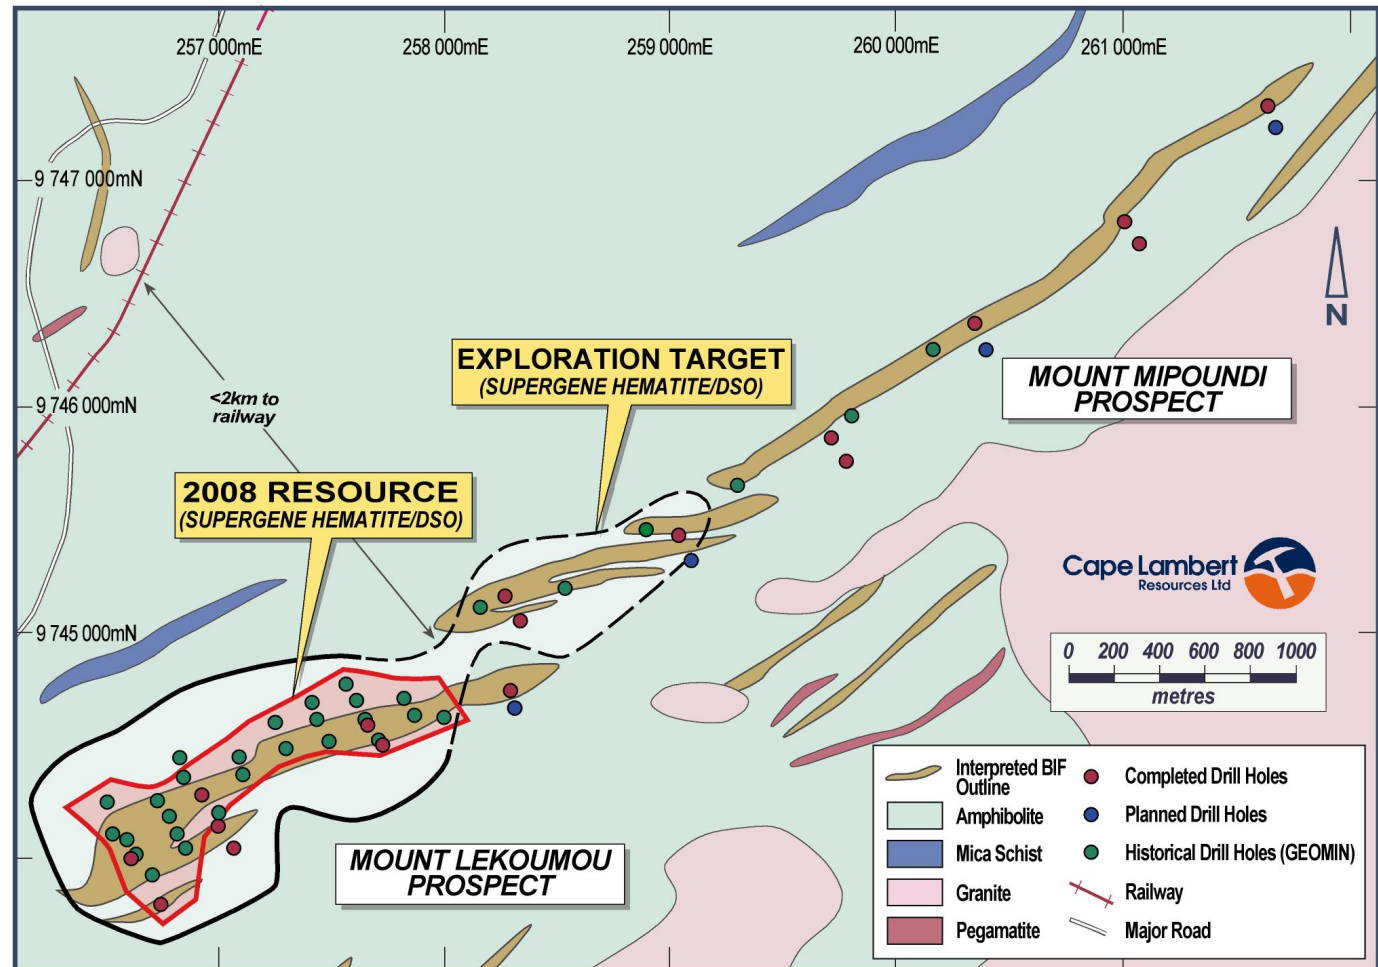 257 000mE
258 000mE
259 000mE
260 000mE
261 000mE
9 747 000mN
9 746 000mN
9 745 000mN
<2km to
railway
EXPLORATION TARGET
(SUPERGENE HEMATITE/DSO)
2008 RESOURCE
(SUPERGENE HEMATITE/DSO)
MOUNT MIPOUNDI
PROSPECT
MOUNT LEKOUMOU
PROSPECT
N
Cape Lambert
Resources Ltd
0 200 400 600 800 1000
metres
Interpreted BIF
Outline
Amphibolite
Mica Schist
Granite
Pegamatite
Completed Drill Holes
Planned Drill Holes
Historical Drill Holes (GEOMIN)
Railway
Major Road